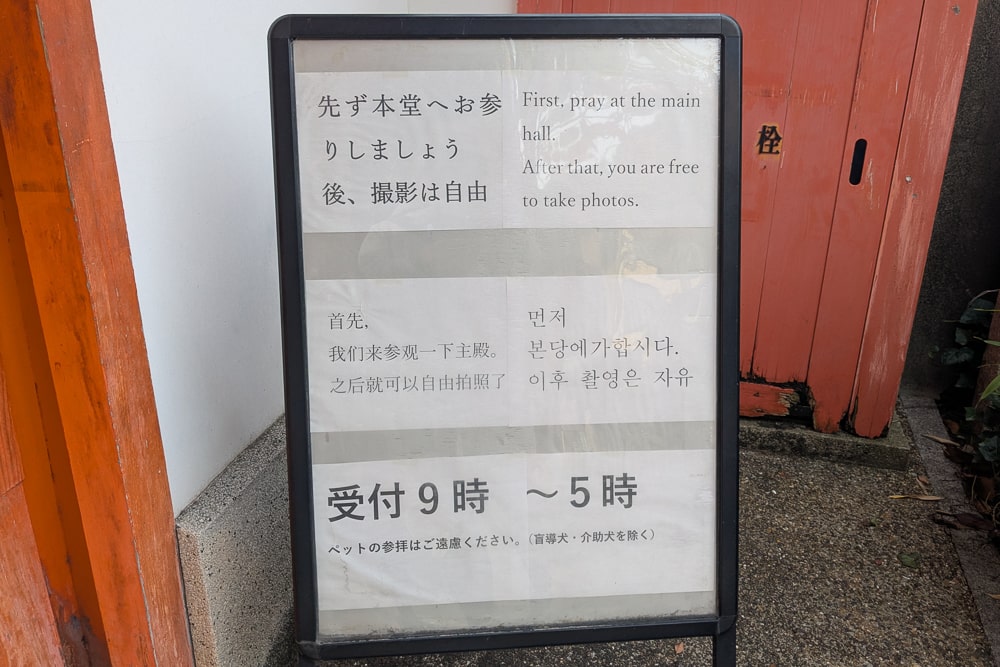 先ず本堂へお参
りしましょう
後、撮影は自由
First, pray at the main
hall.
After that, you are free
to take photos.
首先,
我们来参观一下主殿。
之后就可以自由拍照了
먼저
본당에가합시다.
이후 촬영은 자유
受付9時 ～5時
ペットの参拝はご遠慮ください。(盲導犬・介助犬を除く)
栓